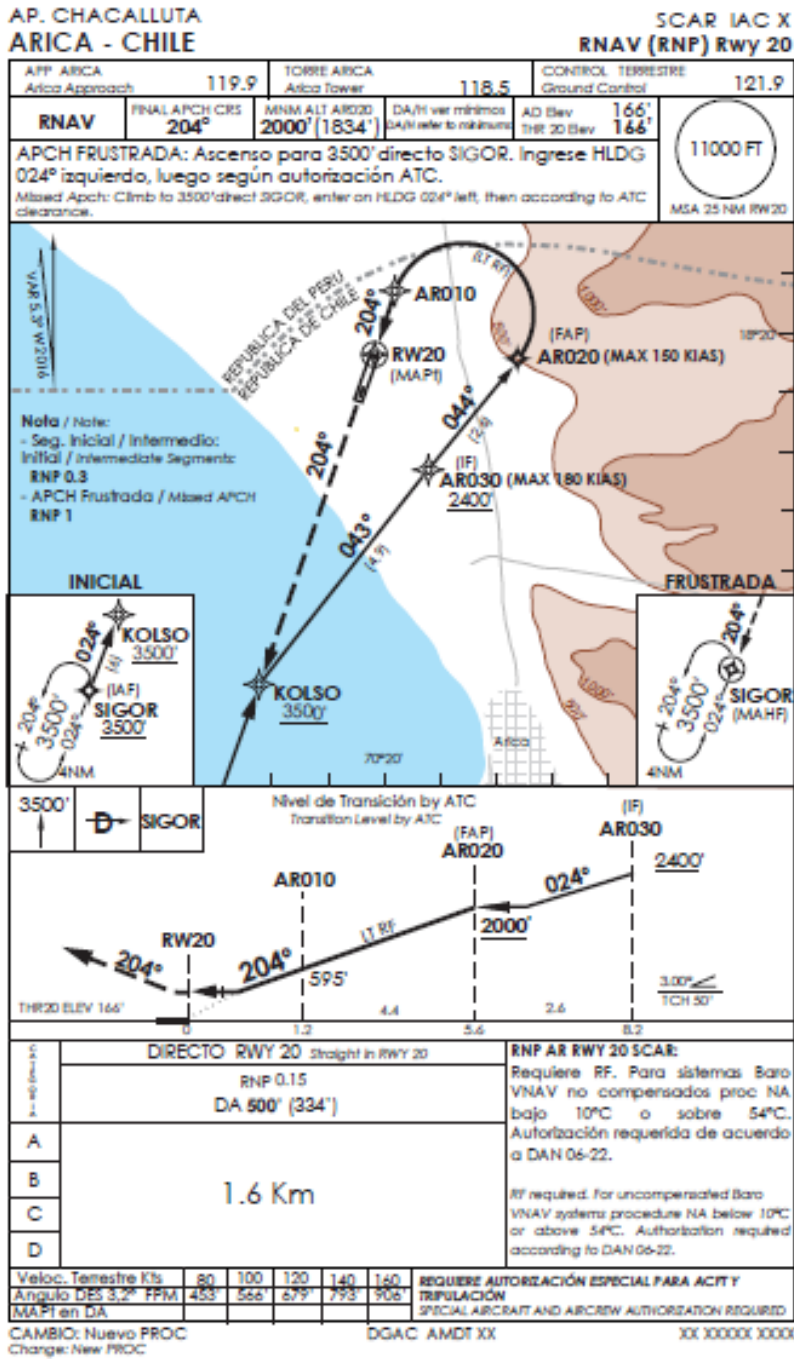 AP. CHACALLUTA
ARICA - CHILE
SCAR IAC X
RNAV (RNP) Rwy 20
APP ARICA
Arica Approach 119.9
TORRE ARICA
Arica Tower 118.5
CONTROL TERRESTRE
Ground Control 121.9
RNAV
FINAL APCH CRS
204°
MNM ALT AR020
2000' (1834')
DA/H ver mínimos
DA/H refer to minimums
AD Elev 166'
THR 20 Elev 166'
11000 FT
MSA 25 NM RW20
APCH FRUSTRADA: Ascenso para 3500' directo SIGOR. Ingrese HLDG
024° izquierdo, luego según autorización ATC.
Missed Apch: Climb to 3500'direct SIGOR, enter on HLDG 024° left, then according to ATC
clearance.
VAR 5.3° W2016
REPUBLICA DEL PERU
REPUBLICA DE CHILE
(LT RF)
1,000'
204°
AR010
RW20
(MAPt)
(FAP)
AR020 (MAX 150 KIAS)
18°20'
044°
(2.6)
204°
(IF)
AR030 (MAX 180 KIAS)
2400'
043°
(4.9)
Nota / Note:
- Seg. Inicial / Intermedio:
Initial / Intermediate Segments:
RNP 0.3
- APCH Frustrada / Missed APCH
RNP 1
INICIAL
KOLSO
3500'
024°
(6)
(IAF)
SIGOR
3500'
204°
3500'
024°
4NM
KOLSO
3500'
70°20'
Arica
1,000'
FRUSTRADA
204°
SIGOR
(MAHF)
204°
3500'
024°
4NM
3500'
D
SIGOR
Nivel de Transición by ATC
Transition Level by ATC
(IF)
AR030
2400'
(FAP)
AR020
2000'
024°
AR010
LT RF
595'
RW20
204°
204°
THR20 ELEV 166'
3.00°
TCH 50'
0 1.2 4.4 5.6 2.6 8.2
CATEGORIA
DIRECTO RWY 20 Straight in RWY 20
RNP 0.15
DA 500' (334')
A
B
C
D
1.6 Km
RNP AR RWY 20 SCAR:
Requiere RF. Para sistemas Baro
VNAV no compensados proc NA
bajo 10°C o sobre 54°C.
Autorización requerida de acuerdo
a DAN 06-22.
RF required. For uncompensated Baro
VNAV systems procedure NA below 10°C
or above 54°C. Authorization required
according to DAN 06-22.
Veloc. Terrestre Kts 80 100 120 140 160
Angulo DES 3,2° FPM 453' 566' 679' 793' 906'
MAPt en DA
REQUIERE AUTORIZACIÓN ESPECIAL PARA ACFT Y
TRIPULACIÓN
SPECIAL AIRCRAFT AND AIRCREW AUTHORIZATION REQUIRED
CAMBIO: Nuevo PROC
Change: New PROC
DGAC AMDT XX
XX XXXXX XXXX